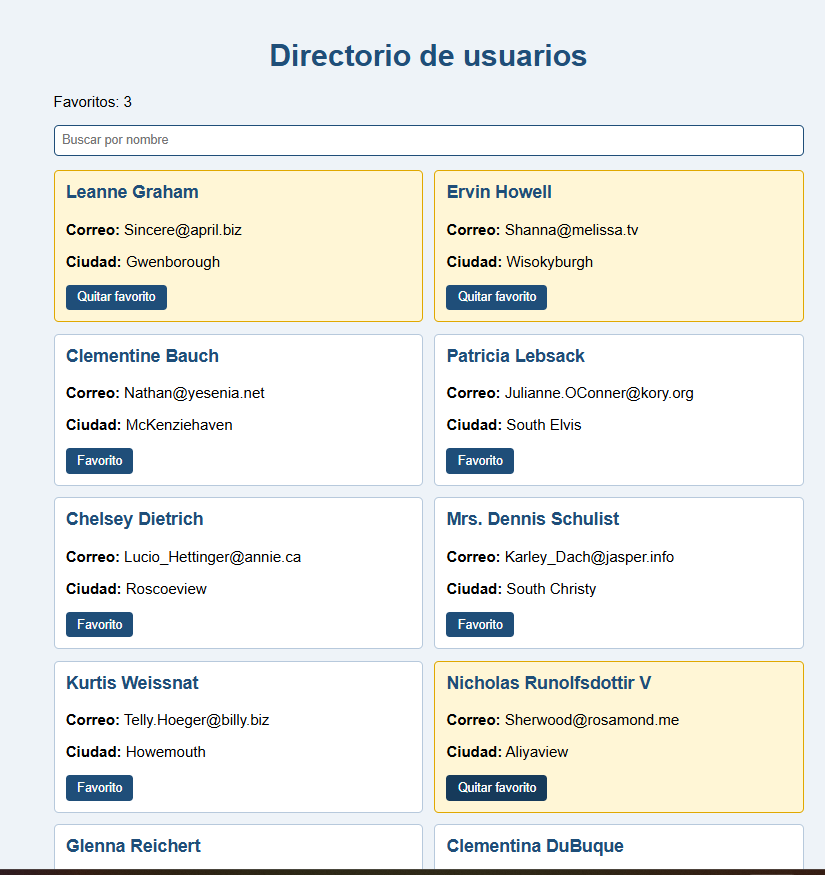 Directorio de usuarios
Favoritos: 3
Buscar por nombre
Leanne Graham
Correo: Sincere@april.biz
Ciudad: Gwenborough
Quitar favorito
Ervin Howell
Correo: Shanna@melissa.tv
Ciudad: Wisokyburgh
Quitar favorito
Clementine Bauch
Correo: Nathan@yesenia.net
Ciudad: McKenziehaven
Favorito
Patricia Lebsack
Correo: Julianne.OConner@kory.org
Ciudad: South Elvis
Favorito
Chelsey Dietrich
Correo: Lucio_Hettinger@annie.ca
Ciudad: Roscoeview
Favorito
Mrs. Dennis Schulist
Correo: Karley_Dach@jasper.info
Ciudad: South Christy
Favorito
Kurtis Weissnat
Correo: Telly.Hoeger@billy.biz
Ciudad: Howemouth
Favorito
Nicholas Runolfsdottir V
Correo: Sherwood@rosamond.me
Ciudad: Aliyaview
Quitar favorito
Glenna Reichert
Clementina DuBuque